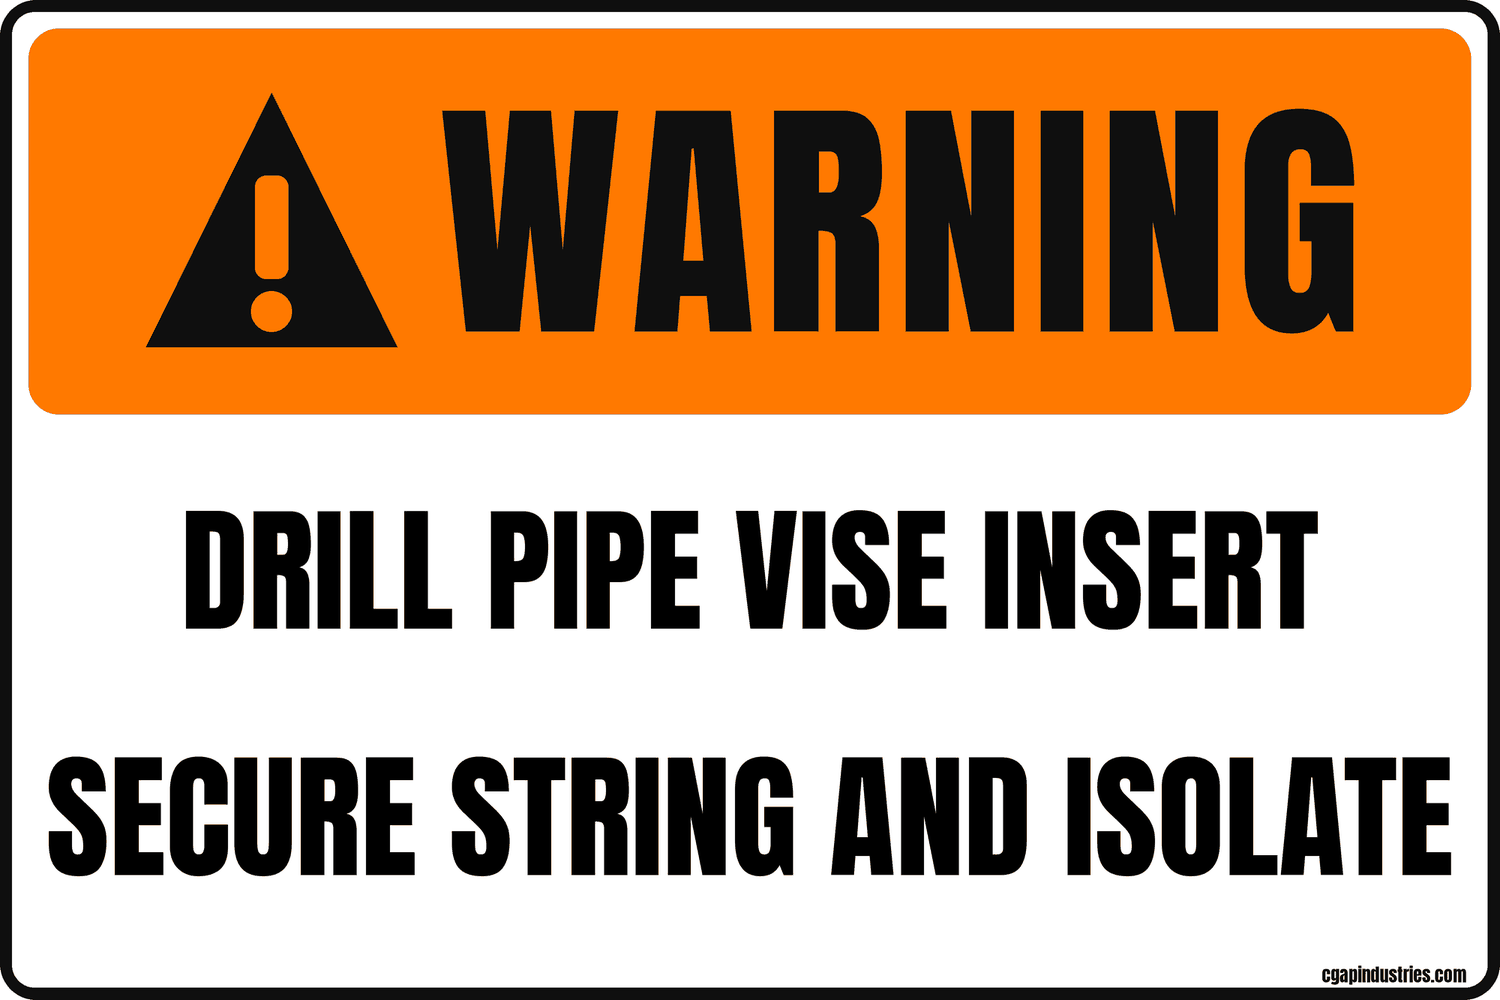 WARNING
DRILL PIPE VISE INSERT
SECURE STRING AND ISOLATE
cgapindustries.com